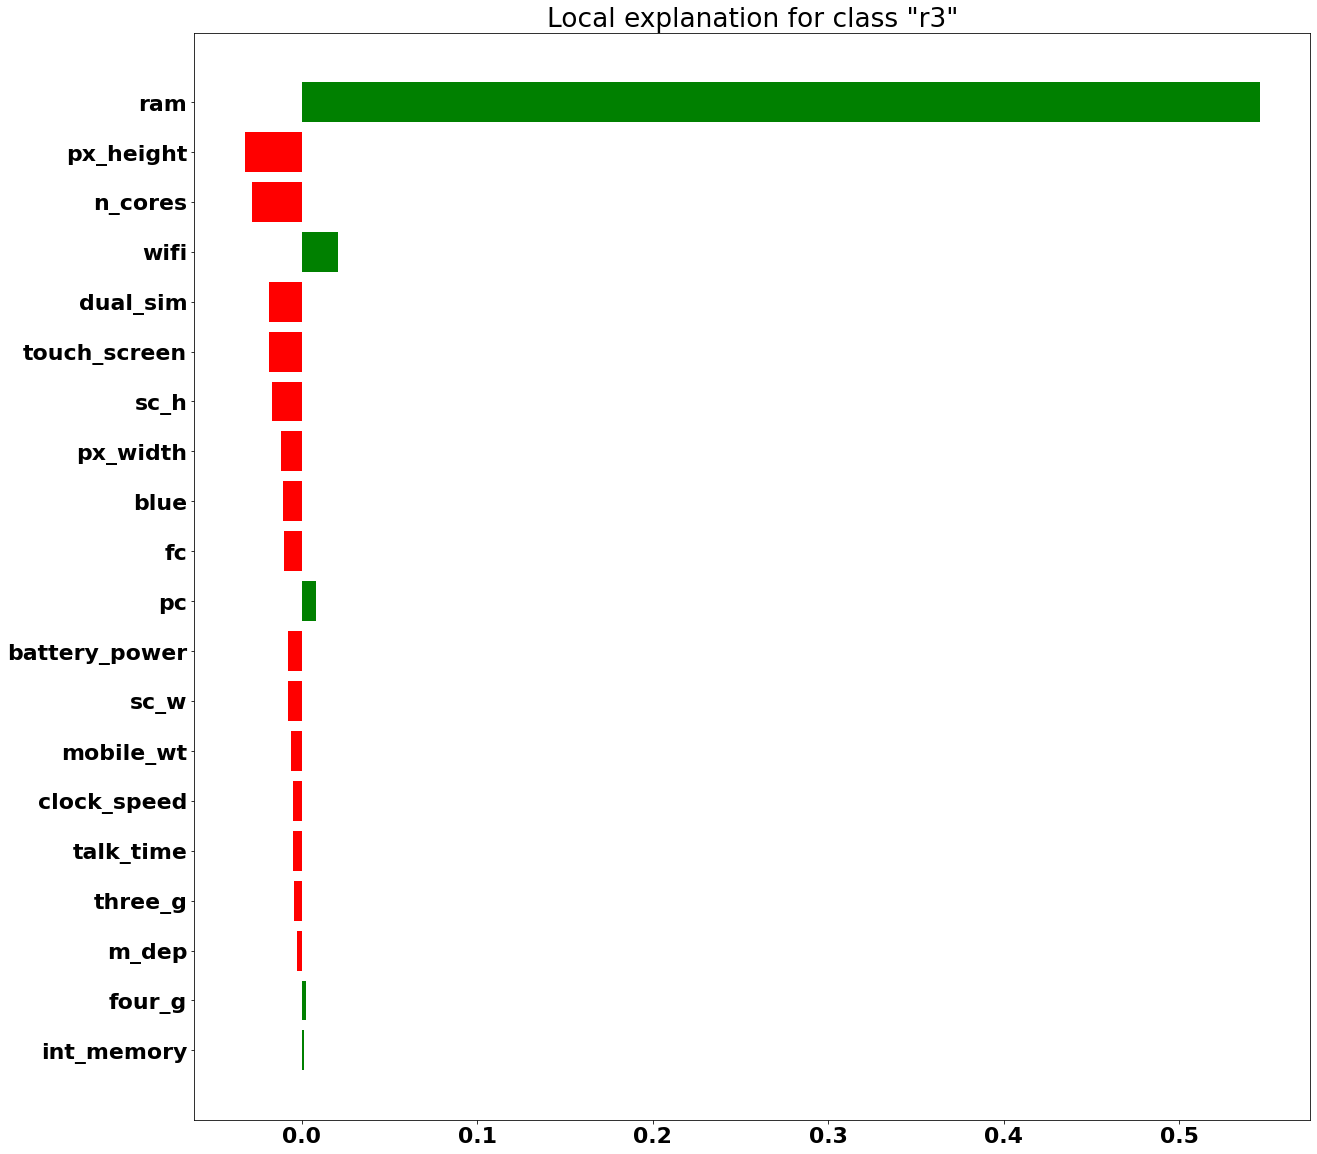 Local explanation for class "r3"
ram
px_height
n_cores
wifi
dual_sim
touch_screen
sc_h
px_width
blue
fc
pc
battery_power
sc_w
mobile_wt
clock_speed
talk_time
three_g
m_dep
four_g
int_memory
0.0 0.1 0.2 0.3 0.4 0.5